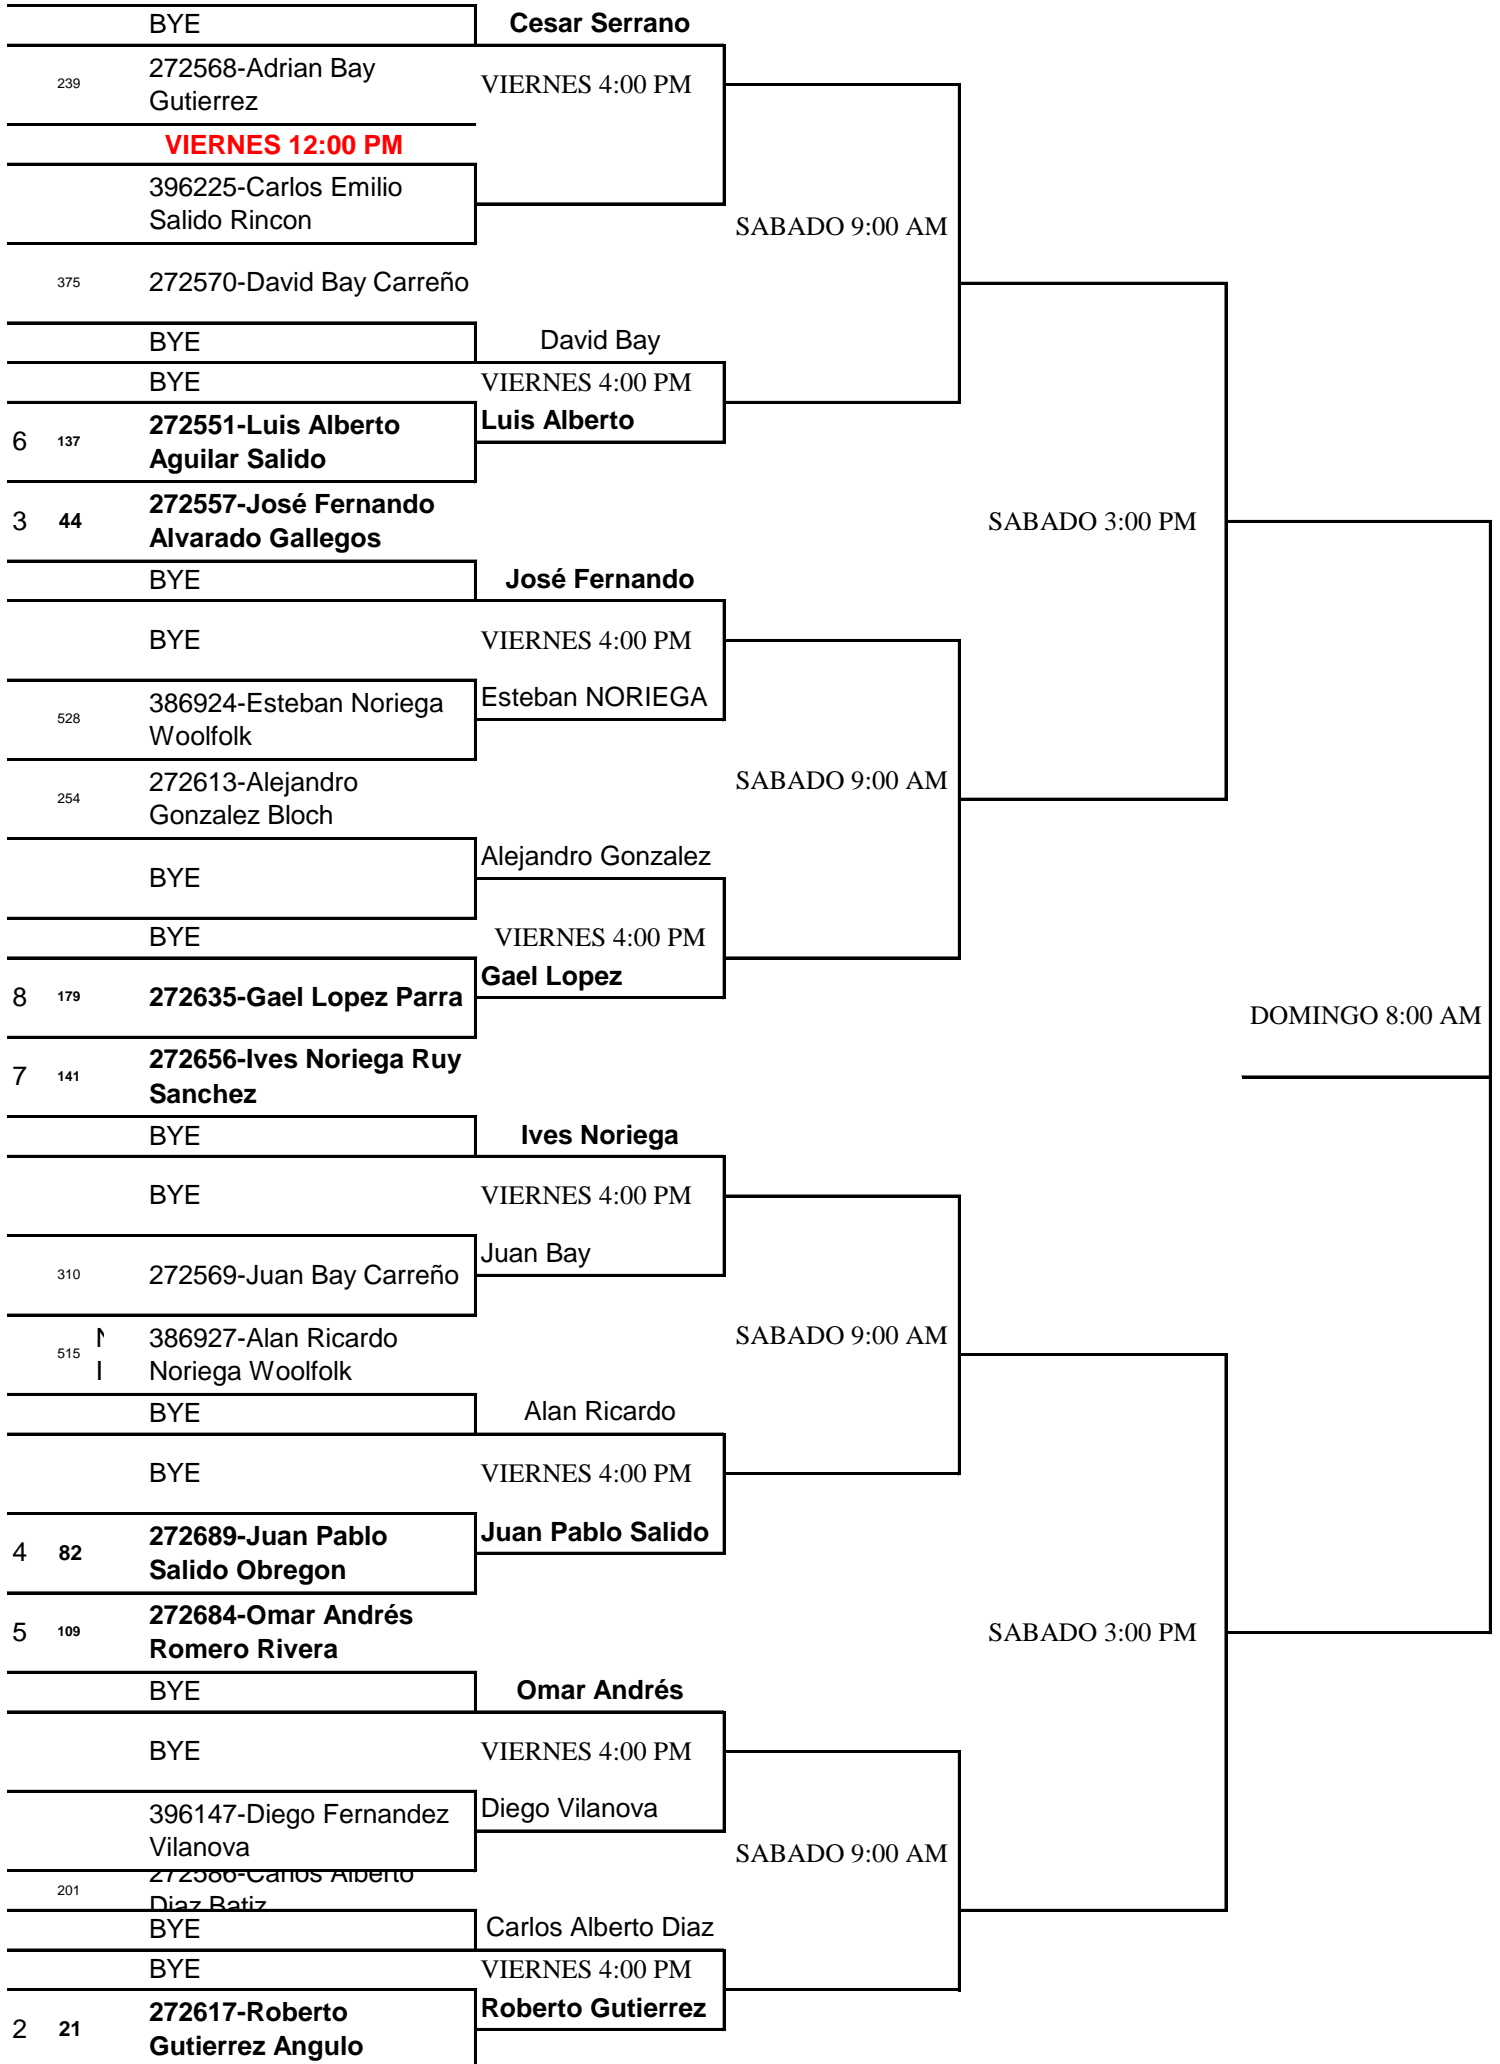 BYE
Cesar Serrano
239
272568-Adrian Bay
Gutierrez
VIERNES 4:00 PM
VIERNES 12:00 PM
396225-Carlos Emilio
Salido Rincon
SABADO 9:00 AM
375
272570-David Bay Carreño
BYE
David Bay
BYE
VIERNES 4:00 PM
6
137
272551-Luis Alberto
Aguilar Salido
Luis Alberto
3
44
272557-José Fernando
Alvarado Gallegos
SABADO 3:00 PM
BYE
José Fernando
BYE
VIERNES 4:00 PM
528
386924-Esteban Noriega
Woolfolk
Esteban NORIEGA
254
272613-Alejandro
Gonzalez Bloch
SABADO 9:00 AM
BYE
Alejandro Gonzalez
BYE
VIERNES 4:00 PM
8
179
272635-Gael Lopez Parra
Gael Lopez
DOMINGO 8:00 AM
7
141
272656-Ives Noriega Ruy
Sanchez
BYE
Ives Noriega
BYE
VIERNES 4:00 PM
310
272569-Juan Bay Carreño
Juan Bay
515
386927-Alan Ricardo
Noriega Woolfolk
SABADO 9:00 AM
BYE
Alan Ricardo
BYE
VIERNES 4:00 PM
4
82
272689-Juan Pablo
Salido Obregon
Juan Pablo Salido
5
109
272684-Omar Andrés
Romero Rivera
SABADO 3:00 PM
BYE
Omar Andrés
BYE
VIERNES 4:00 PM
396147-Diego Fernandez
Vilanova
Diego Vilanova
SABADO 9:00 AM
201
272586-Carlos Alberto
Diaz Batiz
BYE
Carlos Alberto Diaz
BYE
VIERNES 4:00 PM
2
21
272617-Roberto
Gutierrez Angulo
Roberto Gutierrez